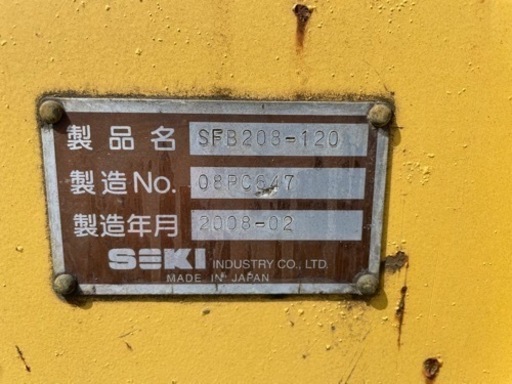 製品名 SFB208-120
製造No. 08PC647
製造年月 2008-02
SEKI INDUSTRY CO., LTD.
MADE IN JAPAN